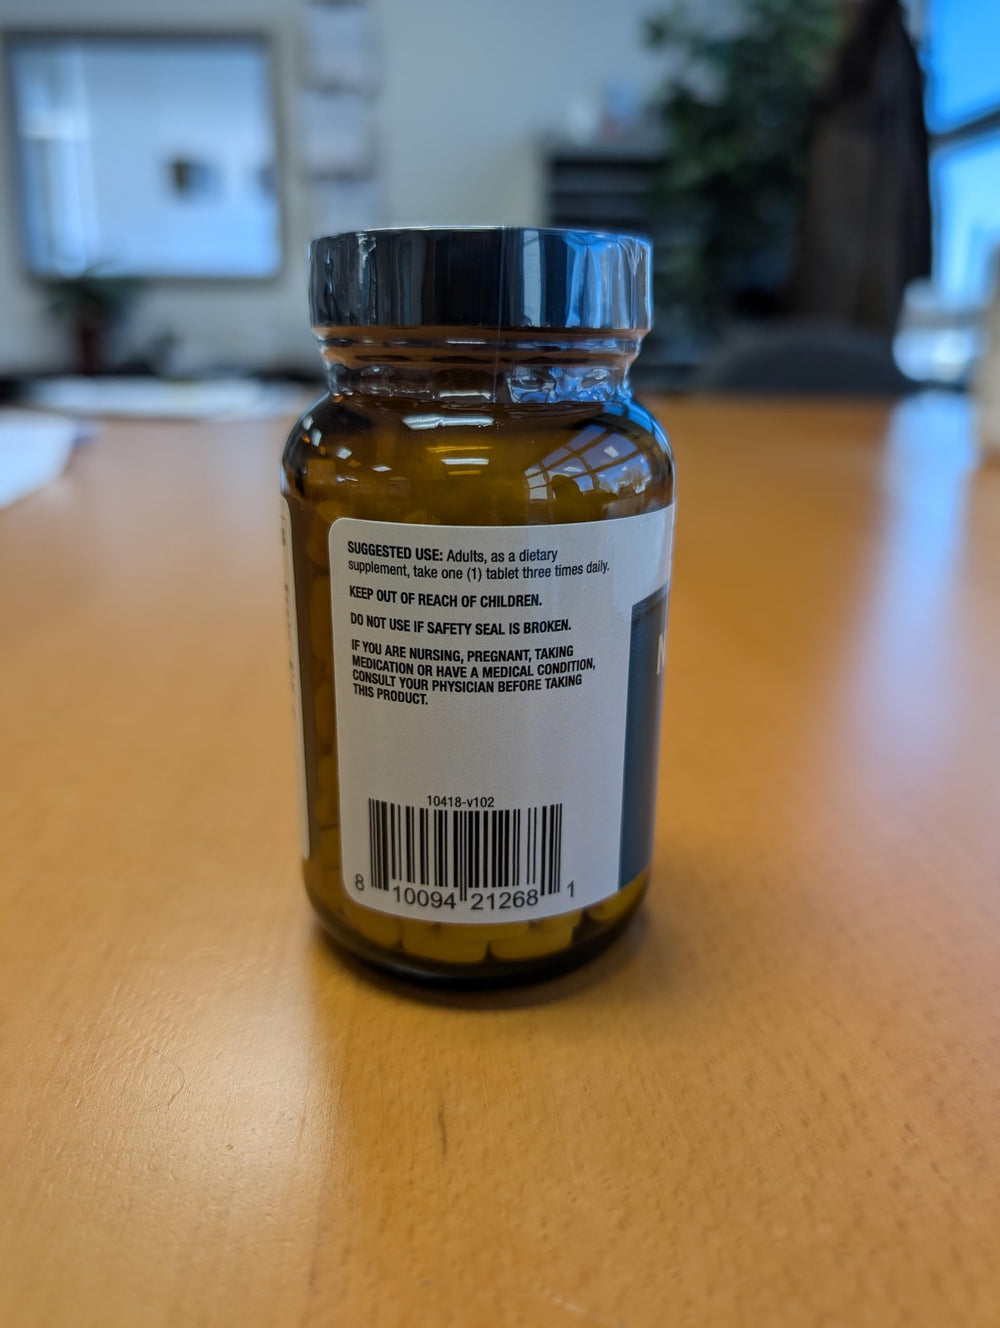 SUGGESTED USE: Adults, as a dietary
supplement, take one (1) tablet three times daily.
KEEP OUT OF REACH OF CHILDREN.
DO NOT USE IF SAFETY SEAL IS BROKEN.
IF YOU ARE NURSING, PREGNANT, TAKING
MEDICATION OR HAVE A MEDICAL CONDITION,
CONSULT YOUR PHYSICIAN BEFORE TAKING
THIS PRODUCT.
10418-v102
8 10094 21268 1